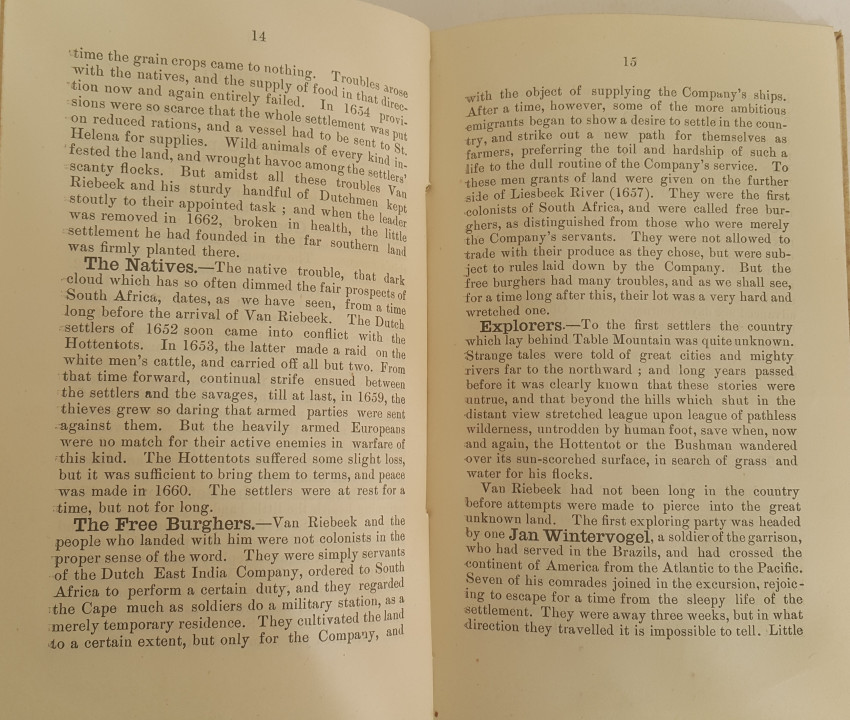 14
time the grain crops came to nothing. Troubles arose
with the natives, and the supply of food in that direc-
tion now and again entirely failed. In 1654 provi-
sions were so scarce that the whole settlement was put
on reduced rations, and a vessel had to be sent to St.
Helena for supplies. Wild animals of every kind in-
fested the land, and wrought havoc among the settlers'
scanty flocks. But amidst all these troubles Van
Riebeek and his sturdy handful of Dutchmen kept
stoutly to their appointed task ; and when the leader
was removed in 1662, broken in health, the little
settlement he had founded in the far southern land
was firmly planted there.
The Natives.—The native trouble, that dark
cloud which has so often dimmed the fair prospects of
South Africa, dates, as we have seen, from a time
long before the arrival of Van Riebeek. The Dutch
settlers of 1652 soon came into conflict with the
Hottentots. In 1653, the latter made a raid on the
white men's cattle, and carried off all but two. From
that time forward, continual strife ensued between
the settlers and the savages, till at last, in 1659, the
thieves grew so daring that armed parties were sent
against them. But the heavily armed Europeans
were no match for their active enemies in warfare of
this kind. The Hottentots suffered some slight loss,
but it was sufficient to bring them to terms, and peace
was made in 1660. The settlers were at rest for a
time, but not for long.
The Free Burghers.—Van Riebeek and the
people who landed with him were not colonists in the
proper sense of the word. They were simply servants
of the Dutch East India Company, ordered to South
Africa to perform a certain duty, and they regarded
the Cape much as soldiers do a military station, as a
merely temporary residence. They cultivated the land
to a certain extent, but only for the Company, and
15
with the object of supplying the Company's ships.
After a time, however, some of the more ambitious
emigrants began to show a desire to settle in the coun-
try, and strike out a new path for themselves as
farmers, preferring the toil and hardship of such a
life to the dull routine of the Company's service. To
these men grants of land were given on the further
side of Liesbeek River (1657). They were the first
colonists of South Africa, and were called free bur-
ghers, as distinguished from those who were merely
the Company's servants. They were not allowed to
trade with their produce as they chose, but were sub-
ject to rules laid down by the Company. But the
free burghers had many troubles, and as we shall see,
for a time long after this, their lot was a very hard and
wretched one.
Explorers.—To the first settlers the country
which lay behind Table Mountain was quite unknown.
Strange tales were told of great cities and mighty
rivers far to the northward ; and long years passed
before it was clearly known that these stories were
untrue, and that beyond the hills which shut in the
distant view stretched league upon league of pathless
wilderness, untrodden by human foot, save when, now
and again, the Hottentot or the Bushman wandered
over its sun-scorched surface, in search of grass and
water for his flocks.
Van Riebeek had not been long in the country
before attempts were made to pierce into the great
unknown land. The first exploring party was headed
by one Jan Wintervogel, a soldier of the garrison,
who had served in the Brazils, and had crossed the
continent of America from the Atlantic to the Pacific.
Seven of his comrades joined in the excursion, rejoic-
ing to escape for a time from the sleepy life of the
settlement. They were away three weeks, but in what
direction they travelled it is impossible to tell. Little